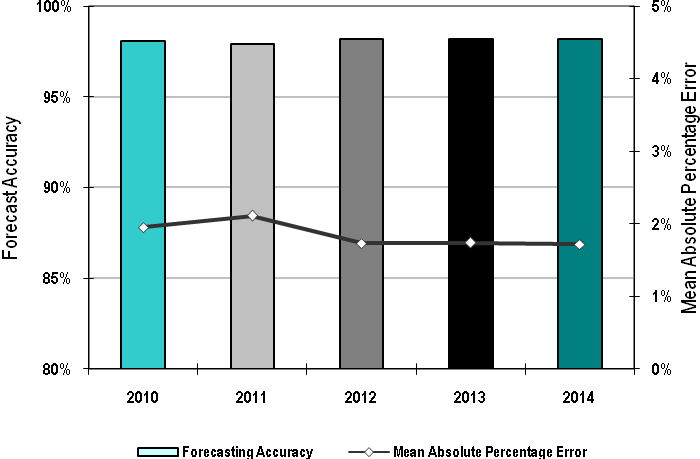 100%
95%
90%
85%
80%
Forecast Accuracy
5%
4%
3%
2%
1%
0%
Mean Absolute Percentage Error
2010 2011 2012 2013 2014
Forecasting Accuracy Mean Absolute Percentage Error